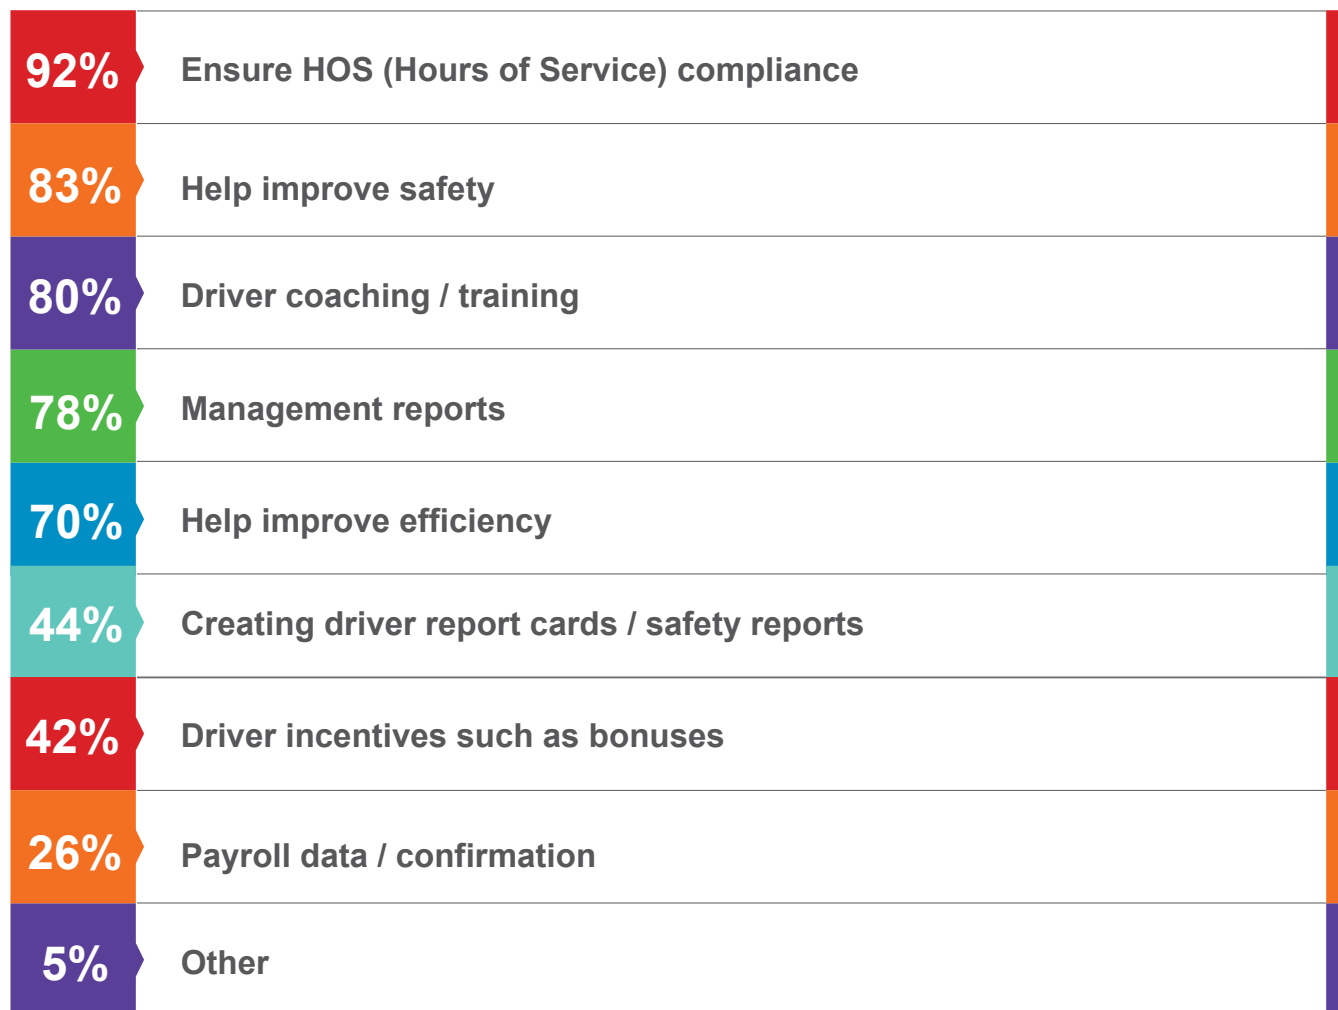 92% Ensure HOS (Hours of Service) compliance
83% Help improve safety
80% Driver coaching / training
78% Management reports
70% Help improve efficiency
44% Creating driver report cards / safety reports
42% Driver incentives such as bonuses
26% Payroll data / confirmation
5% Other